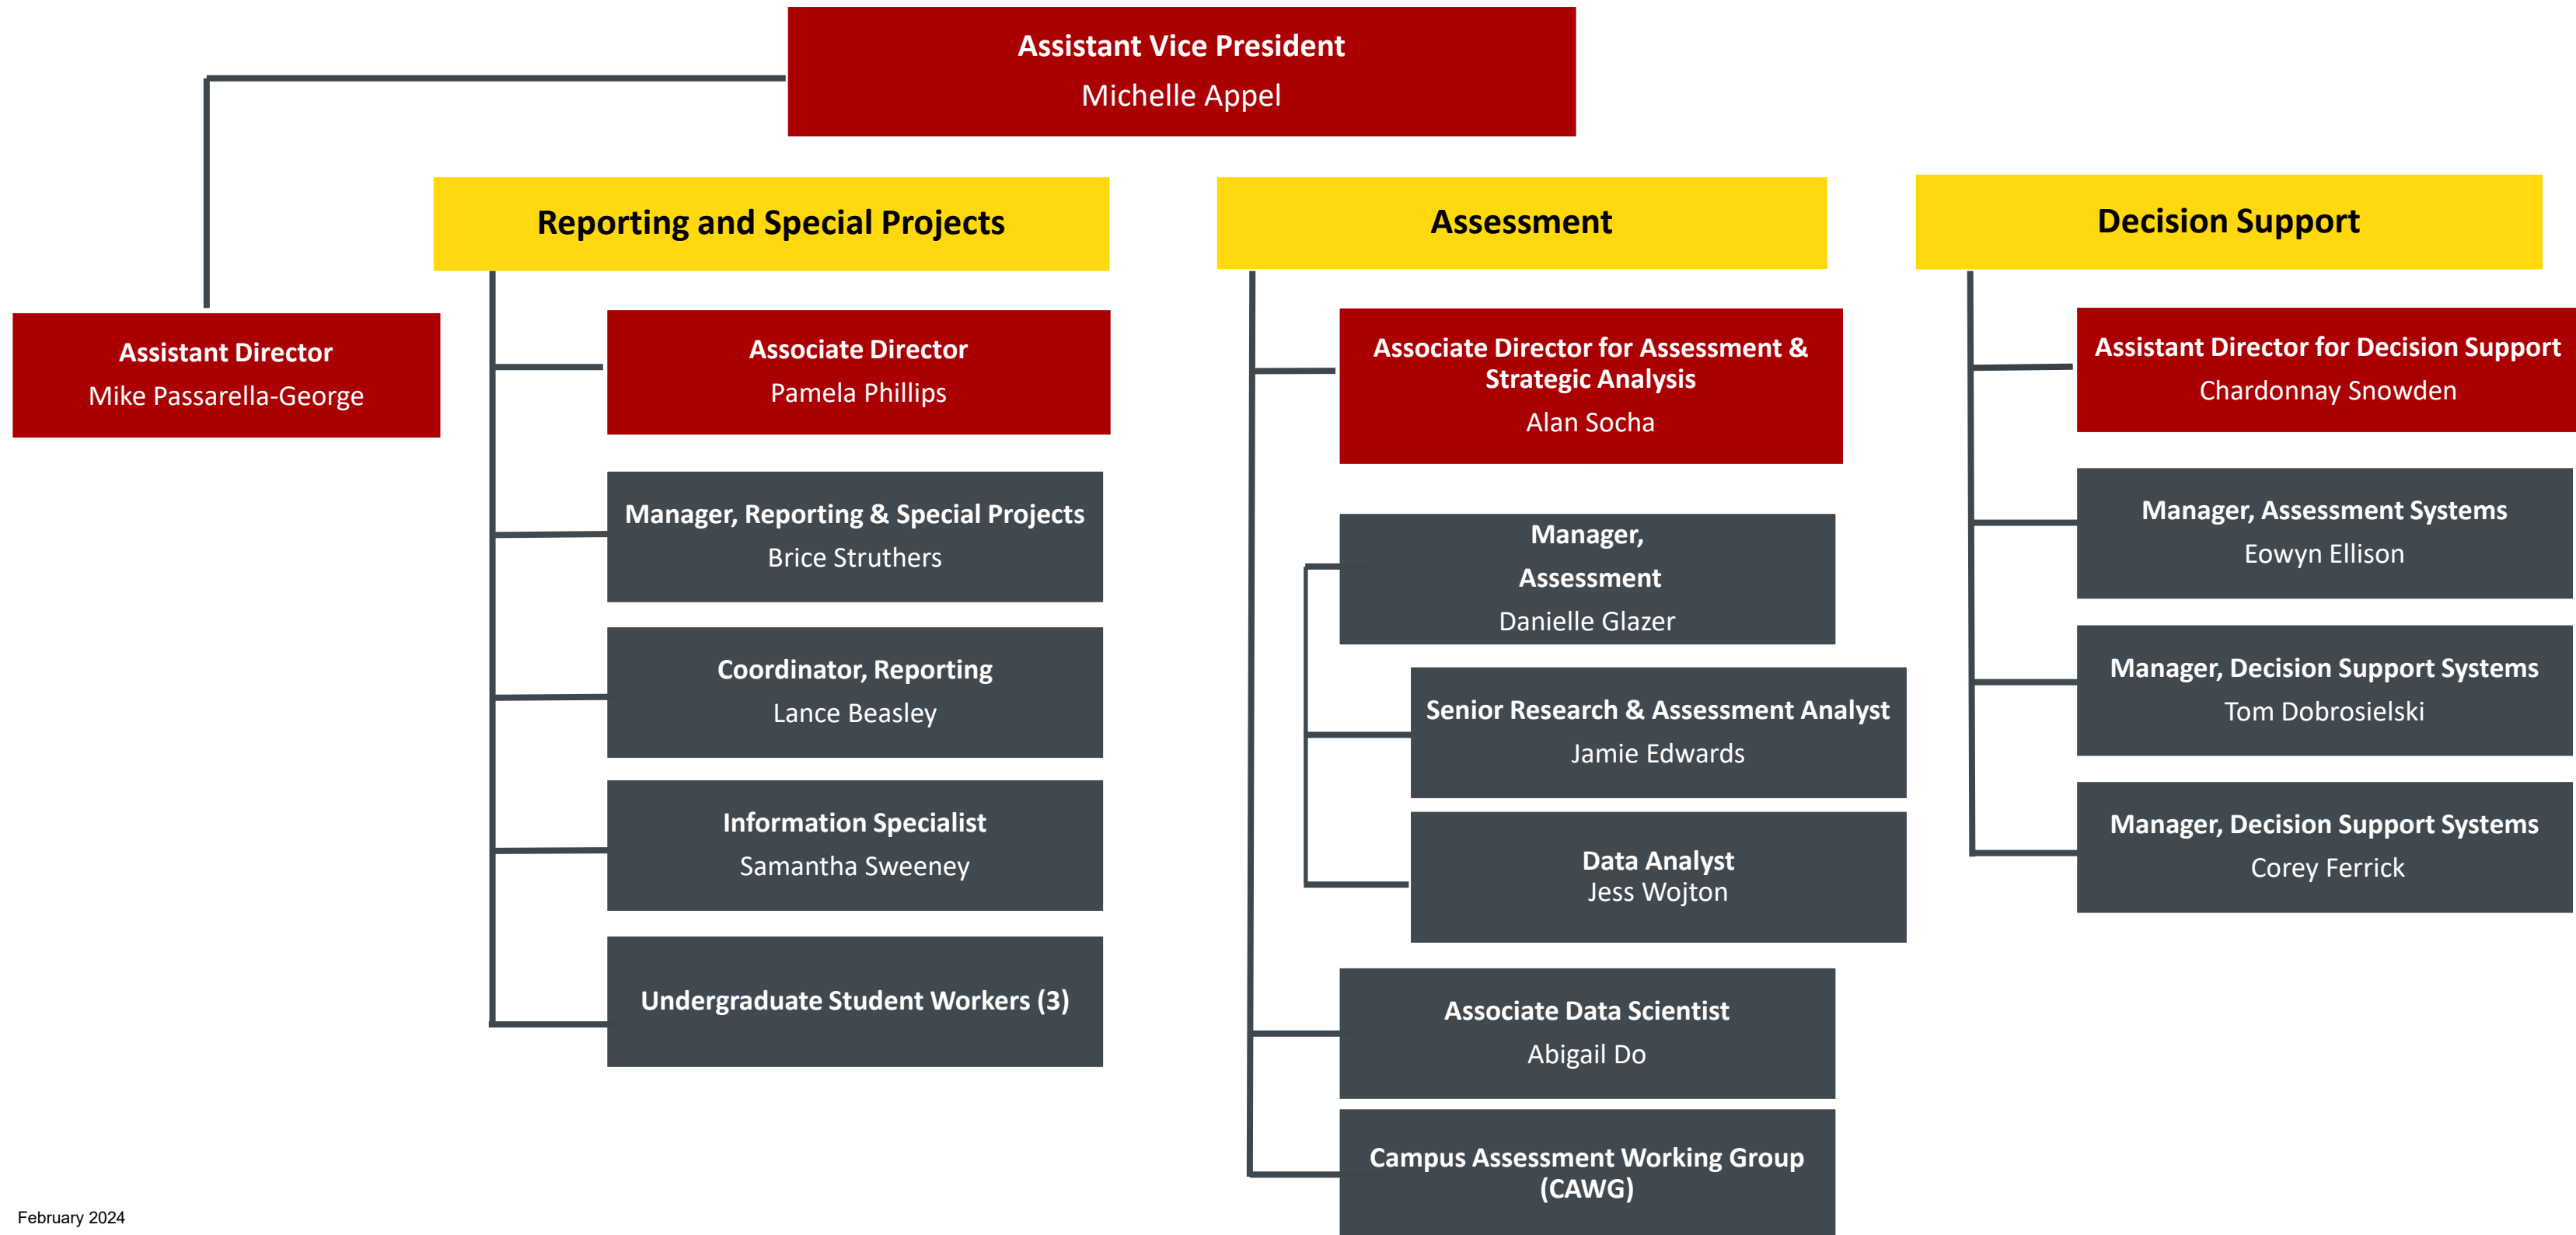 Assistant Vice President
Michelle Appel
Assistant Director
Mike Passarella-George
Reporting and Special Projects
Associate Director
Pamela Phillips
Manager, Reporting & Special Projects
Brice Struthers
Coordinator, Reporting
Lance Beasley
Information Specialist
Samantha Sweeney
Undergraduate Student Workers (3)
Assessment
Associate Director for Assessment &
Strategic Analysis
Alan Socha
Manager,
Assessment
Danielle Glazer
Senior Research & Assessment Analyst
Jamie Edwards
Data Analyst
Jess Wojton
Associate Data Scientist
Abigail Do
Campus Assessment Working Group
(CAWG)
Decision Support
Assistant Director for Decision Support
Chardonnay Snowden
Manager, Assessment Systems
Eowyn Ellison
Manager, Decision Support Systems
Tom Dobrosielski
Manager, Decision Support Systems
Corey Ferrick
February 2024